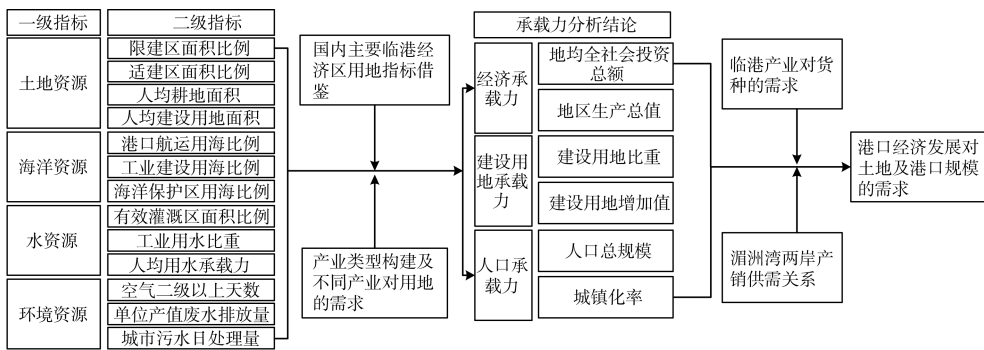 一级指标
二级指标
土地资源
限建区面积比例
适建区面积比例
人均耕地面积
人均建设用地面积
海洋资源
港口航运用海比例
工业建设用海比例
海洋保护区用海比例
水资源
有效灌溉区面积比例
工业用水比重
人均用水承载力
环境资源
空气二级以上天数
单位产值废水排放量
城市污水日处理量
国内主要临港经
济区用地指标借
鉴
产业类型构建及
不同产业对用地
的需求
承载力分析结论
经济承
载力
地均全社会投资
总额
地区生产总值
建设用
地承载
力
建设用地比重
建设用地增加值
人口承
载力
人口总规模
城镇化率
临港产业对货
种的需求
湄洲湾两岸产
销供需关系
港口经济发展对
土地及港口规模
的需求